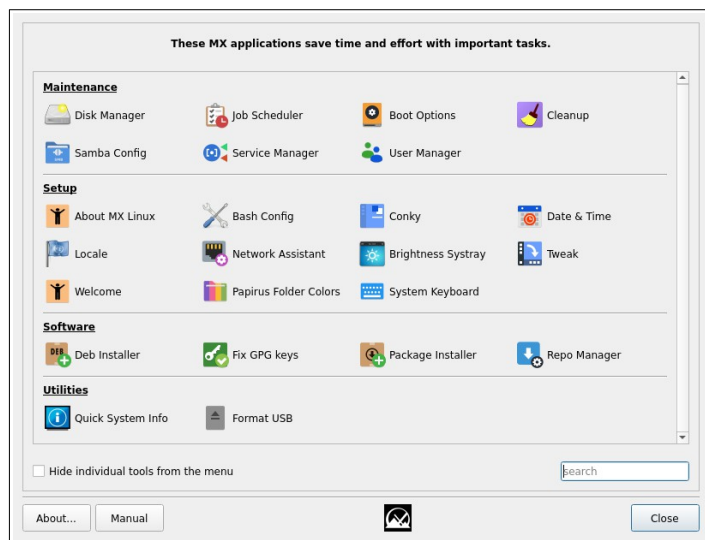 These MX applications save time and effort with important tasks.
Maintenance
Disk Manager Job Scheduler Boot Options Cleanup
Samba Config Service Manager User Manager
Setup
About MX Linux Bash Config Conky Date & Time
Locale Network Assistant Brightness Systray Tweak
Welcome Papirus Folder Colors System Keyboard
Software
DEB Deb Installer Fix GPG keys Package Installer Repo Manager
Utilities
Quick System Info Format USB
Hide individual tools from the menu search
About... Manual Close